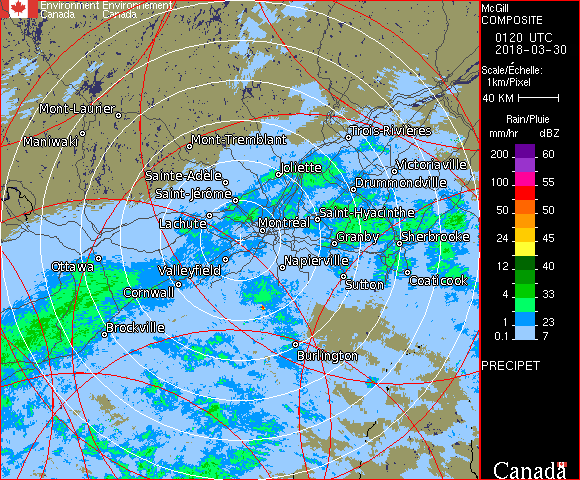 Environment Environnement
Canada Canada
McGill
COMPOSITE
0120 UTC
2018-03-30
Scale/Échelle:
1km/Pixel
40 KM
Rain/Pluie
mm/hr dBZ
200 60
100 55
50 50
24 45
12 40
4 33
1 23
0.1 7
PRECIPET
Canada
Mont-Laurier
Maniwaki
Mont-Tremblant
Trois-Rivières
Sainte-Adèle
Joliette
Victoriaville
Saint-Jérôme
Drummondville
Lachute
Montréal
Saint-Hyacinthe
Granby
Sherbrooke
Ottawa
Valleyfield
Napierville
Cornwall
Sutton
Coaticook
Brockville
Burlington